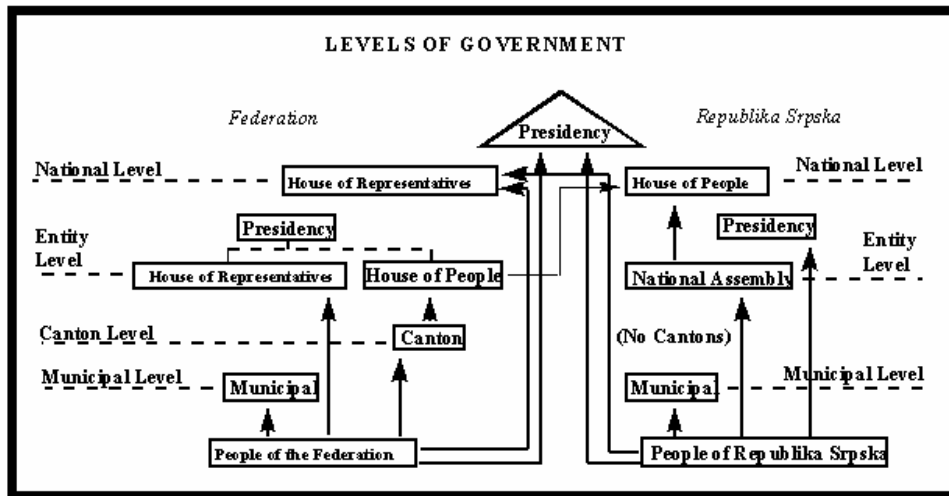 LEVELS OF GOVERNMENT
Federation
Republika Srpska
Presidency
National Level
House of Representatives
House of People
National Level
Presidency
Presidency
Entity
Level
House of Representatives
House of People
National Assembly
Entity
Level
Canton Level
Canton
(No Cantons)
Municipal Level
Municipal
Municipal
Municipal Level
People of the Federation
People of Republika Srpska